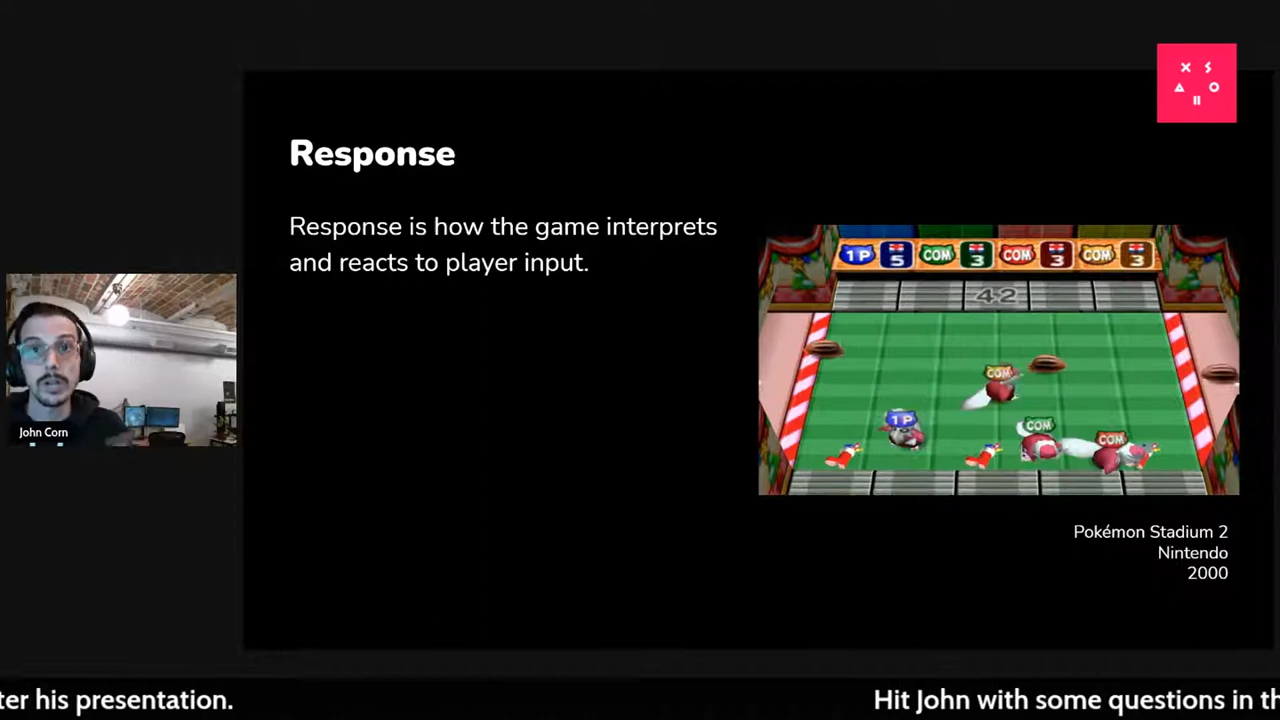 XSOLLA
Response
Response is how the game interprets
and reacts to player input.
1P 5 COM 3 COM 3 COM 3
42
COM
1P
COM
COM
John Corn
Pokémon Stadium 2
Nintendo
2000
ter his presentation.
Hit John with some questions in th